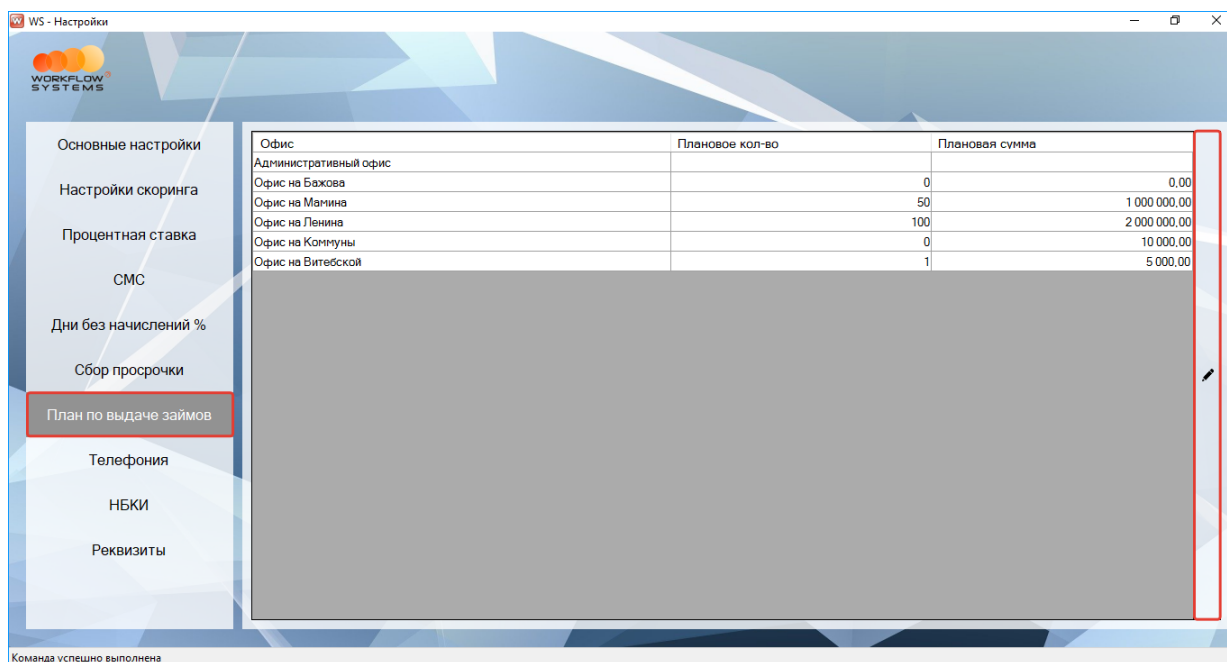 WS - Настройки
WORKFLOW
SYSTEMS
Основные настройки
Настройки скоринга
Процентная ставка
СМС
Дни без начислений %
Сбор просрочки
План по выдаче займов
Телефония
НБКИ
Реквизиты
Офис Плановое кол-во Плановая сумма
Административный офис
Офис на Бажова 0 0,00
Офис на Мамина 50 1 000 000,00
Офис на Ленина 100 2 000 000,00
Офис на Коммуны 0 10 000,00
Офис на Витебской 1 5 000,00
Команда успешно выполнена